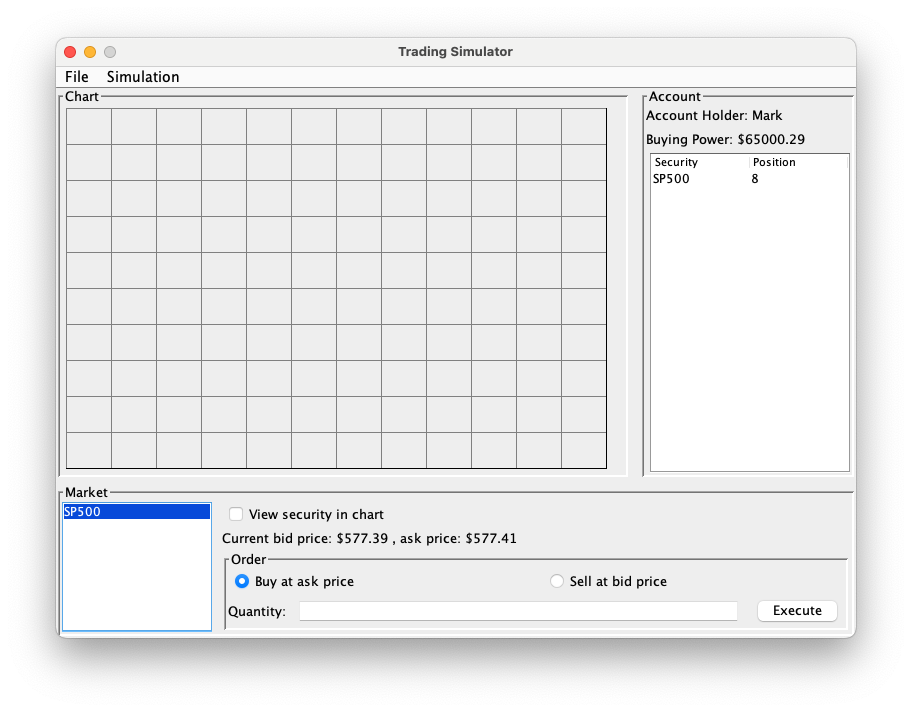 Trading Simulator
File Simulation
Chart
Account
Account Holder: Mark
Buying Power: $65000.29
Security Position
SP500 8
Market
SP500
View security in chart
Current bid price: $577.39 , ask price: $577.41
Order
Buy at ask price Sell at bid price
Quantity: Execute